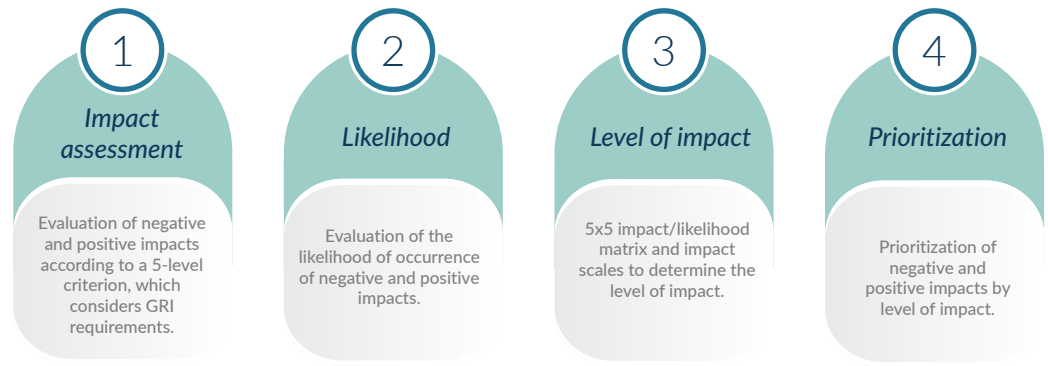 1
Impact
assessment
Evaluation of negative
and positive impacts
according to a 5-level
criterion, which
considers GRI
requirements.
2
Likelihood
Evaluation of the
likelihood of occurrence
of negative and positive
impacts.
3
Level of impact
5x5 impact/likelihood
matrix and impact
scales to determine the
level of impact.
4
Prioritization
Prioritization of
negative and
positive impacts by
level of impact.